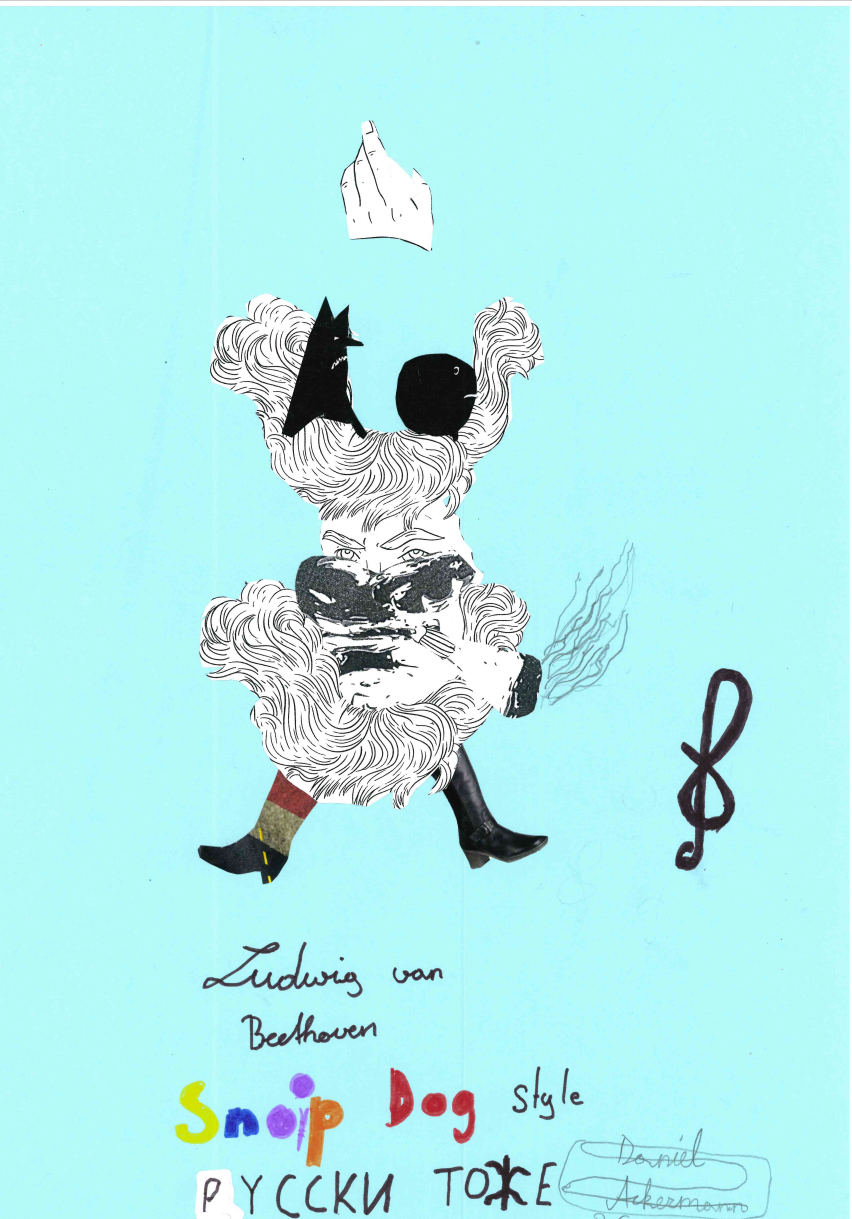 Ludwig van
Beethoven
Snoip Dog style
РУССКИ ТОЖЕ
Daniel
Ackermann